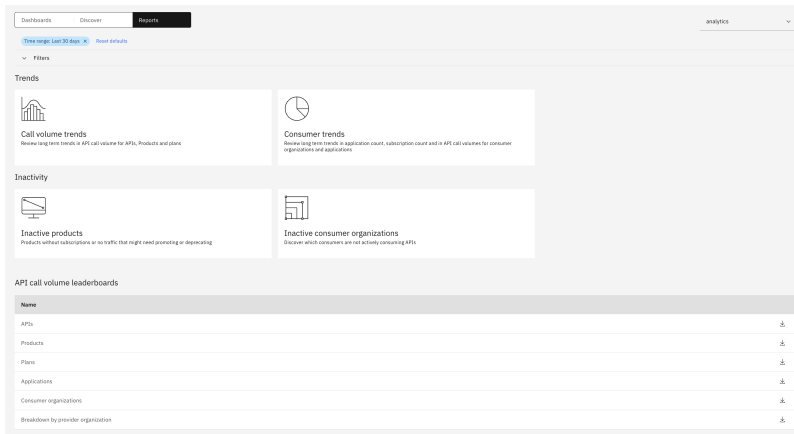 Dashboards Discover Reports
analytics
Time range: Last 30 days × Reset defaults
Filters
Trends
Call volume trends
Review long term trends in API call volume for APIs, Products and plans
Consumer trends
Review long term trends in application count, subscription count and in API call volumes for consumer
organizations and applications
Inactivity
Inactive products
Products without subscriptions or no traffic that might need promoting or deprecating
Inactive consumer organizations
Discover which consumers are not actively consuming APIs
API call volume leaderboards
Name
APIs
Products
Plans
Applications
Consumer organizations
Breakdown by provider organization